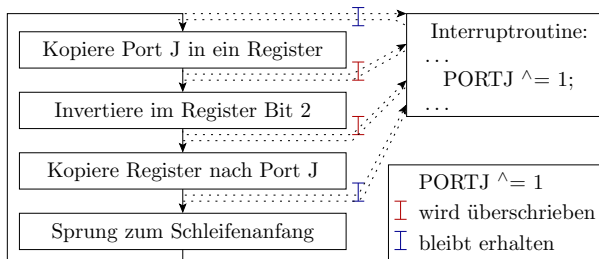 Kopiere Port J in ein Register
Invertiere im Register Bit 2
Kopiere Register nach Port J
Sprung zum Schleifenanfang
Interruptroutine:
...
PORTJ ^= 1;
...
PORTJ ^= 1
wird überschrieben
bleibt erhalten